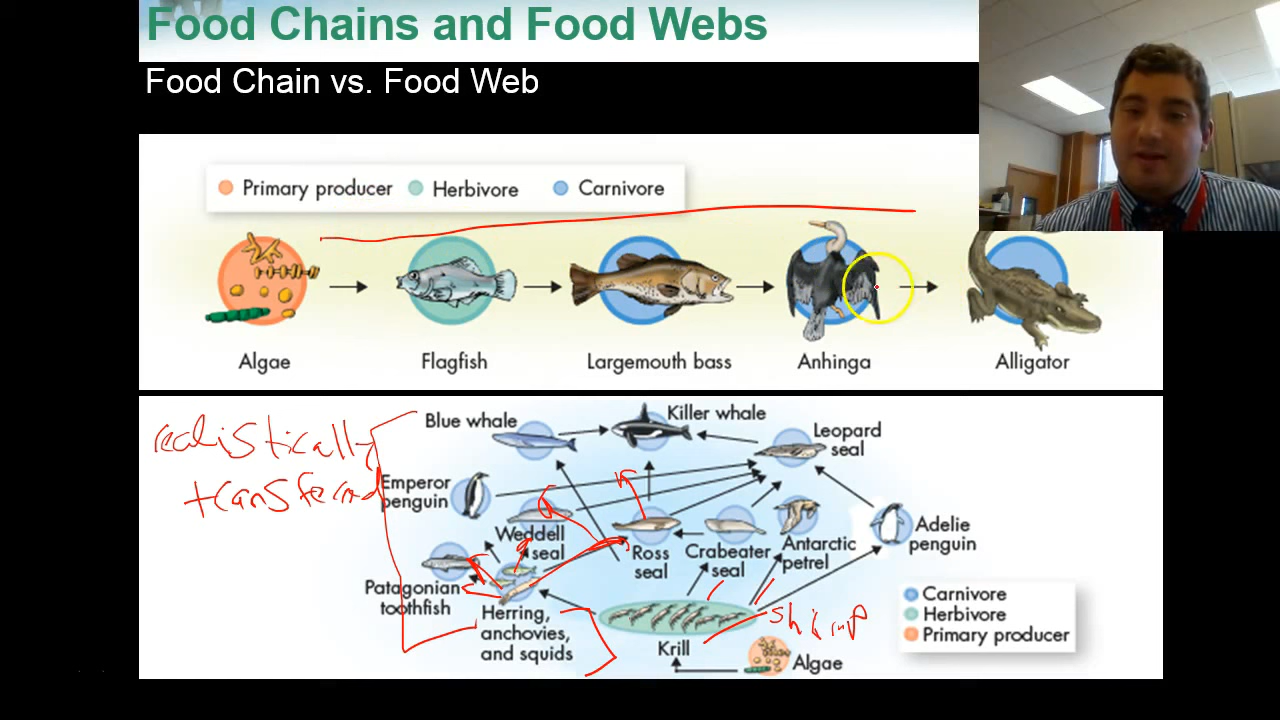 Food Chains and Food Webs
Food Chain vs. Food Web
Primary producer
Herbivore
Carnivore
Algae
Flagfish
Largemouth bass
Anhinga
Alligator
realistically
Blue whale
Killer whale
Leopard
seal
Emperor
penguin
Weddell
seal
Ross
seal
Crabeater
seal
Antarctic
petrel
Adelie
penguin
Patagonian
toothfish
Herring,
anchovies,
and squids
Krill
shrimp
Algae
Carnivore
Herbivore
Primary producer